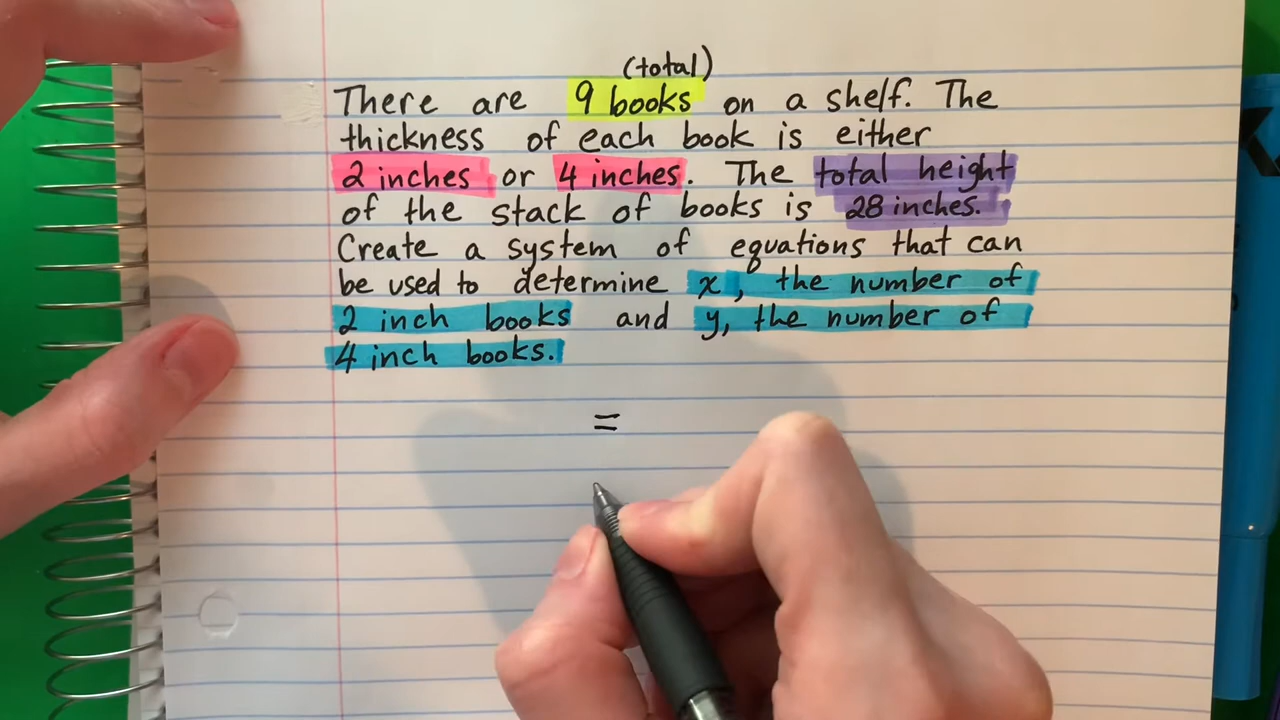 (total)
There are 9 books on a shelf. The
thickness of each book is either
2 inches or 4 inches. The total height
of the stack of books is 28 inches.
Create a system of equations that can
be used to determine x, the number of
2 inch books and y, the number of
4 inch books.
=